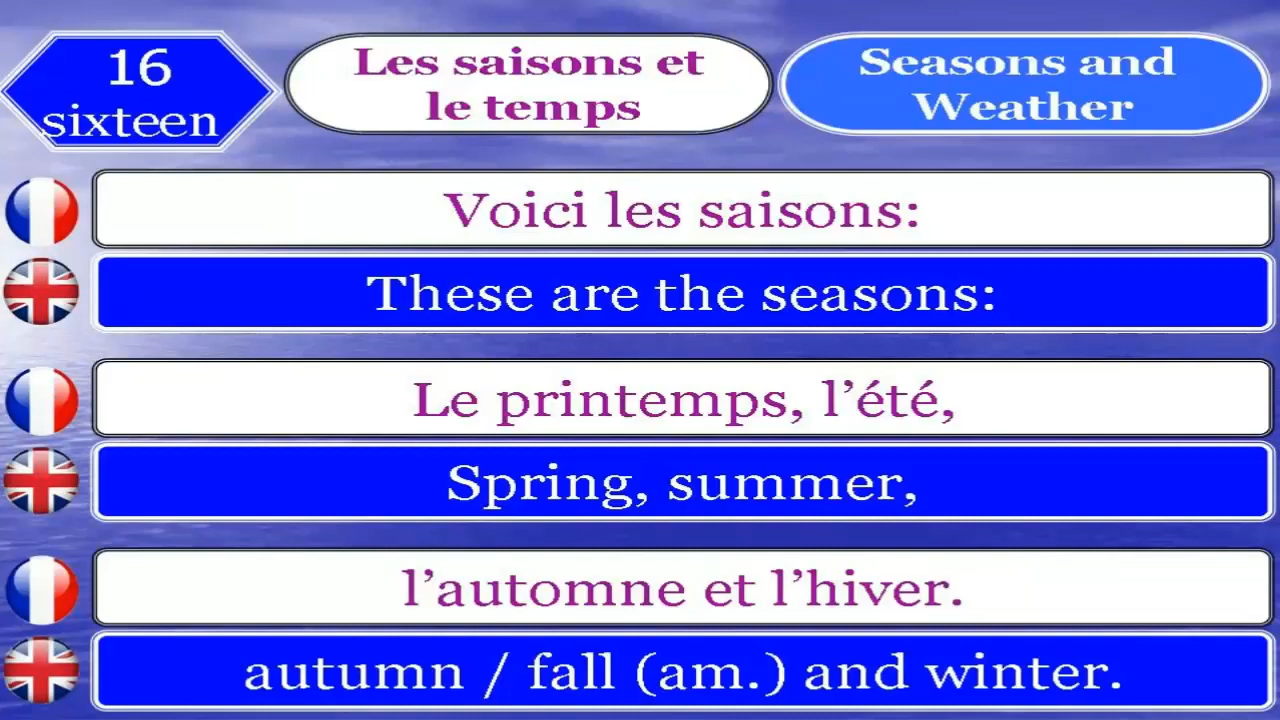 16
sixteen
Les saisons et
le temps
Seasons and
Weather
Voici les saisons:
These are the seasons:
Le printemps, l’été,
Spring, summer,
l’automne et l’hiver.
autumn / fall (am.) and winter.